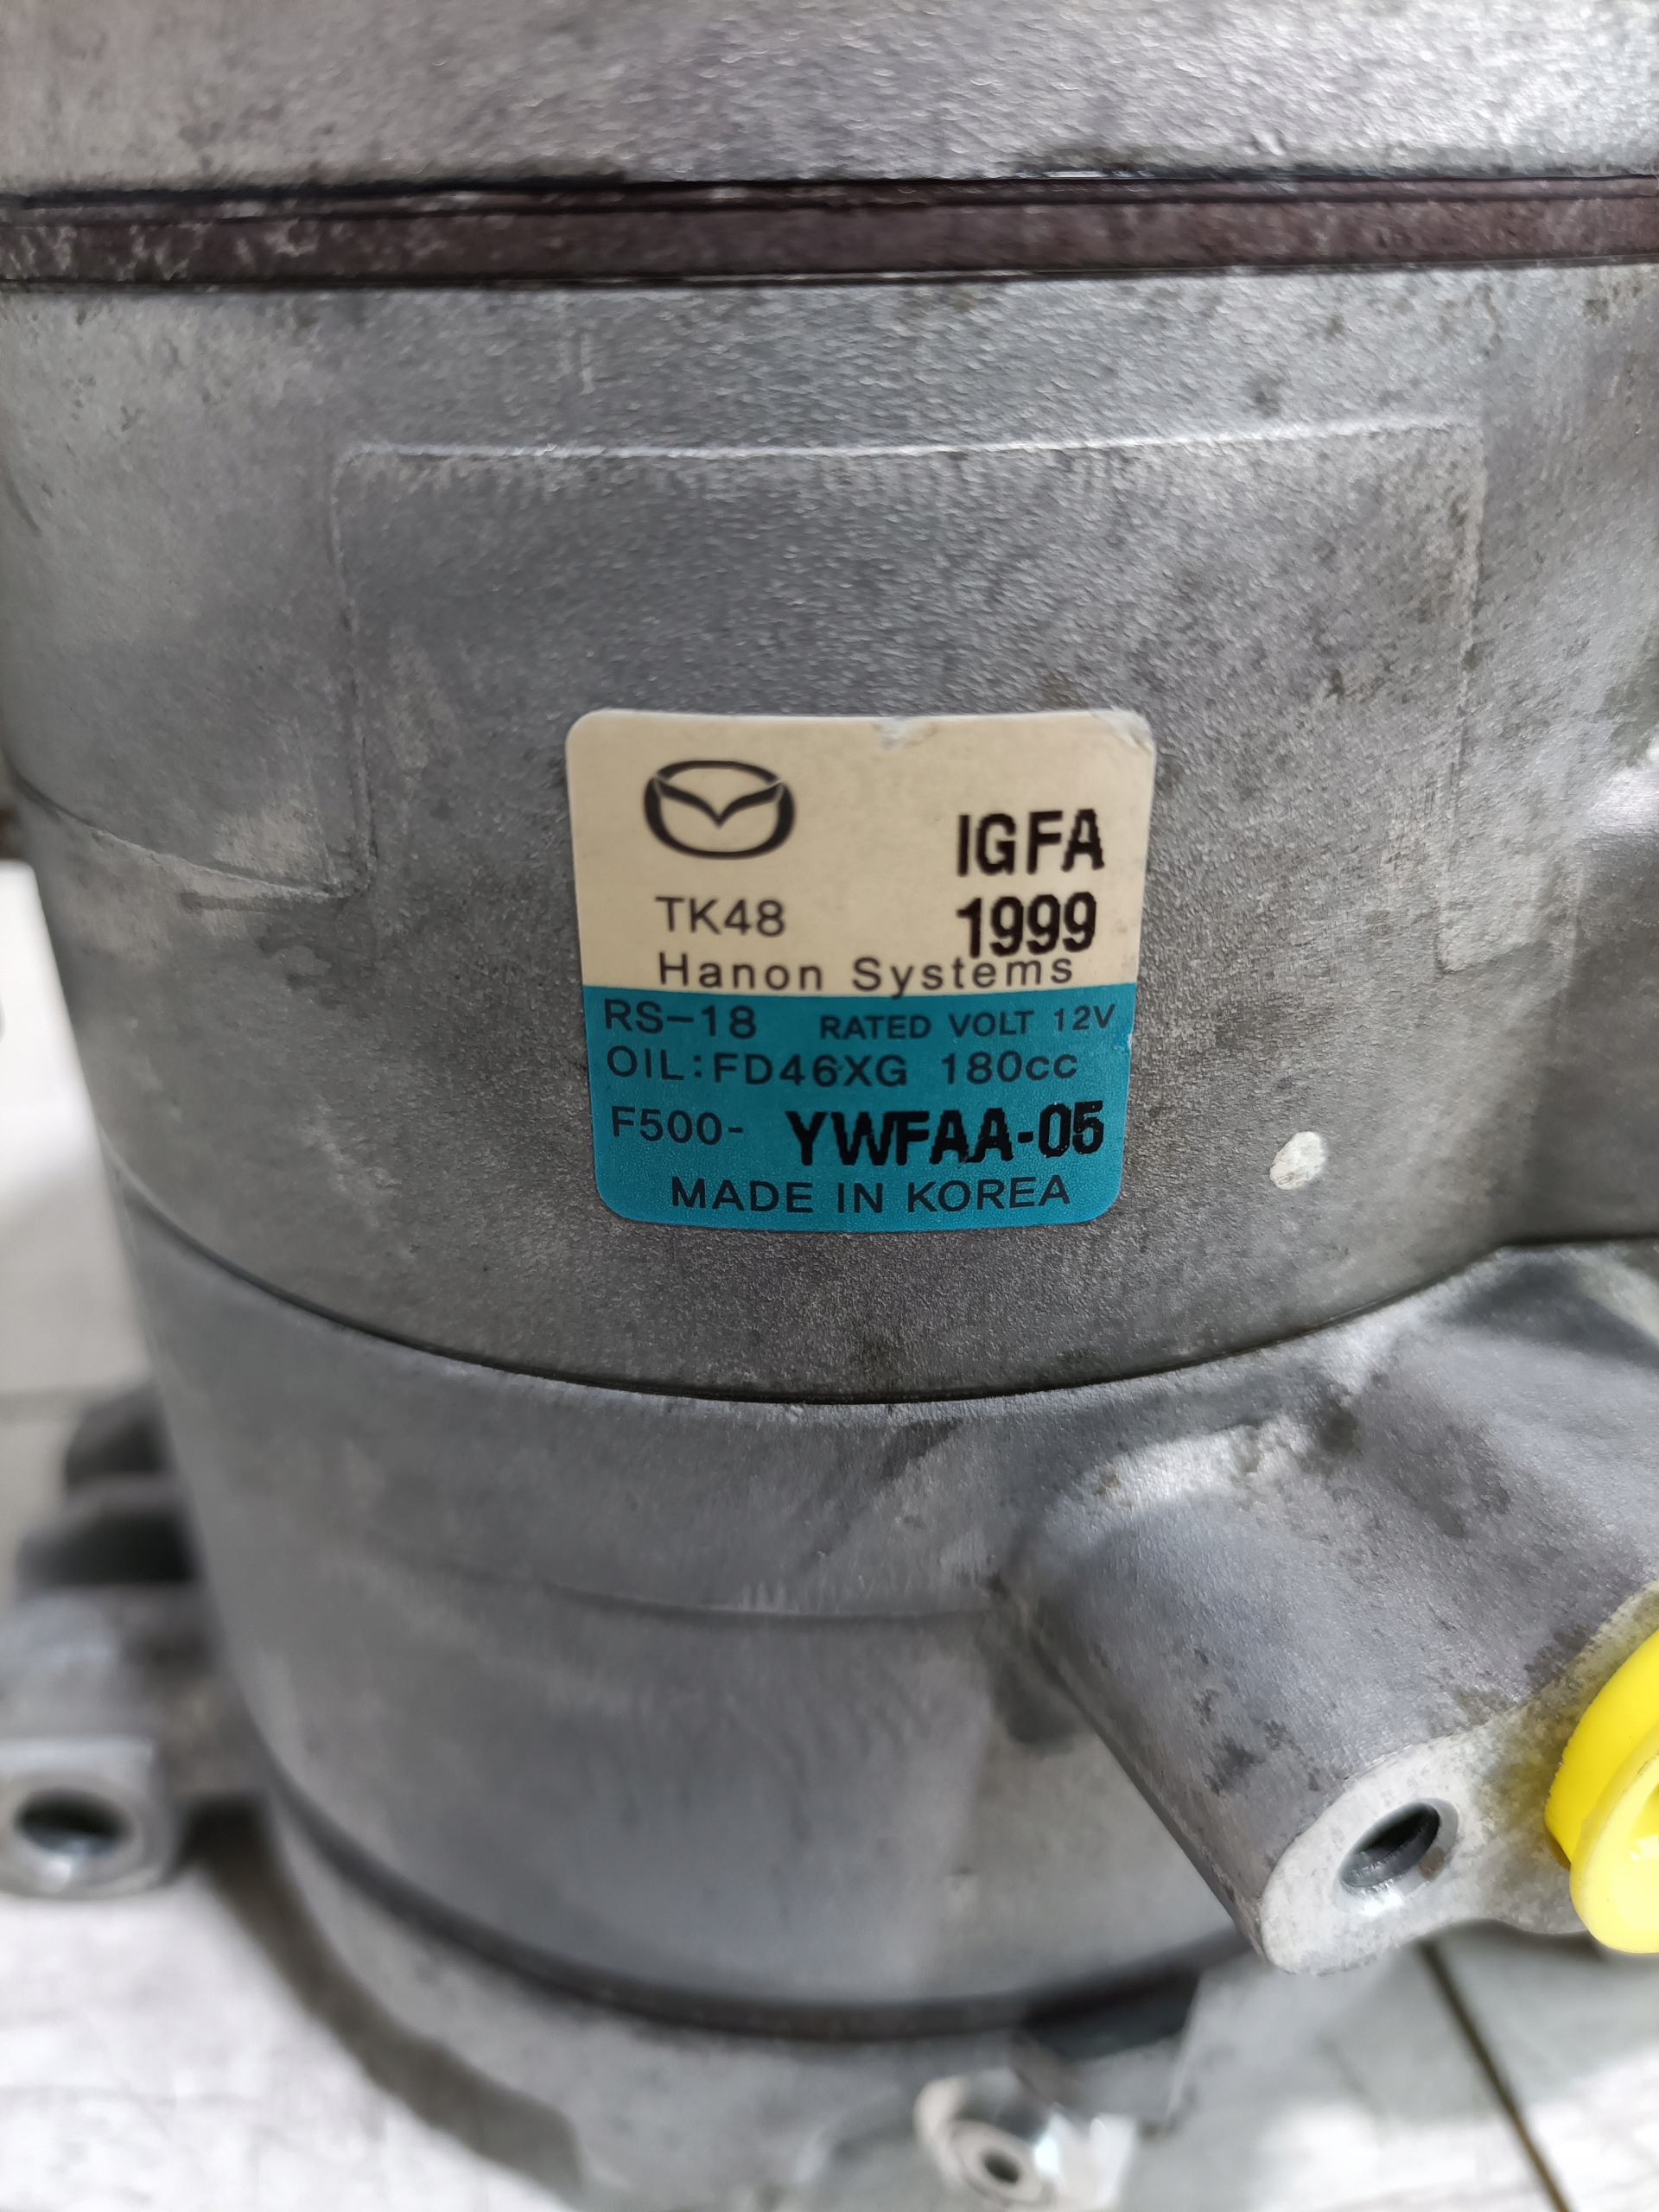 IGFA
TK48 1999
Hanon Systems
RS-18 RATED VOLT 12V
OIL:FD46XG 180cc
F500- YWFAA-05
MADE IN KOREA